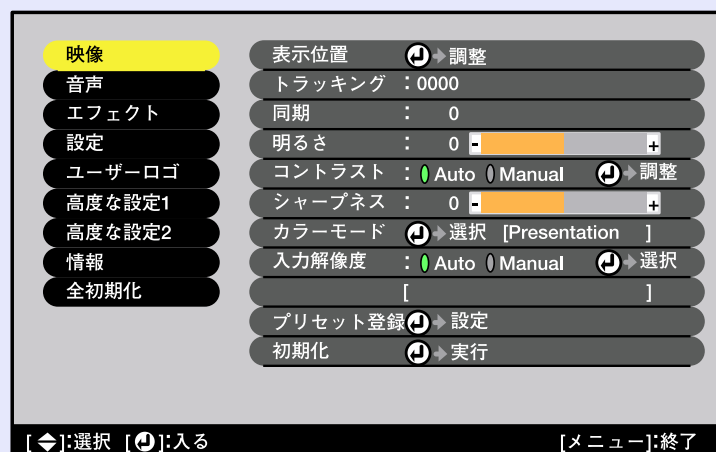 映像
音声
エフェクト
設定
ユーザーロゴ
高度な設定1
高度な設定2
情報
全初期化
表示位置 調整
トラッキング :0000
同期 : 0
明るさ : 0 - +
コントラスト : Auto Manual 調整
シャープネス : 0 - +
カラーモード 選択 [Presentation ]
入力解像度 : Auto Manual 選択
[ ]
プリセット登録 設定
初期化 実行
[ ]:選択 [ ]:入る [メニュー]:終了